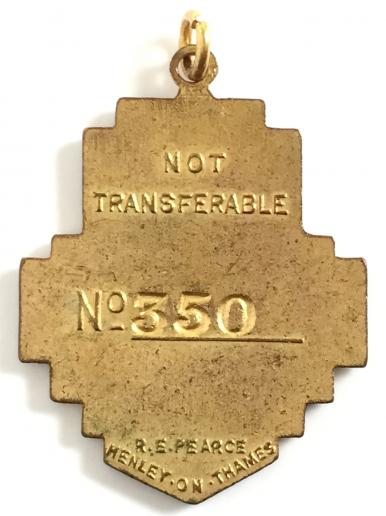 NOT
TRANSFERABLE
No 350
R.E.PEARCE
HENLEY.ON.THAMES